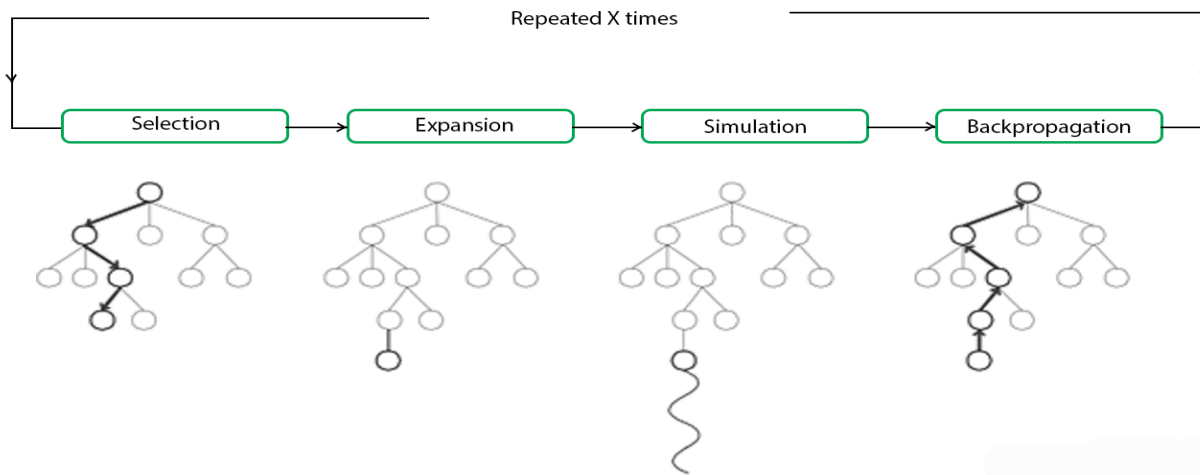 Repeated X times
Selection
Expansion
Simulation
Backpropagation